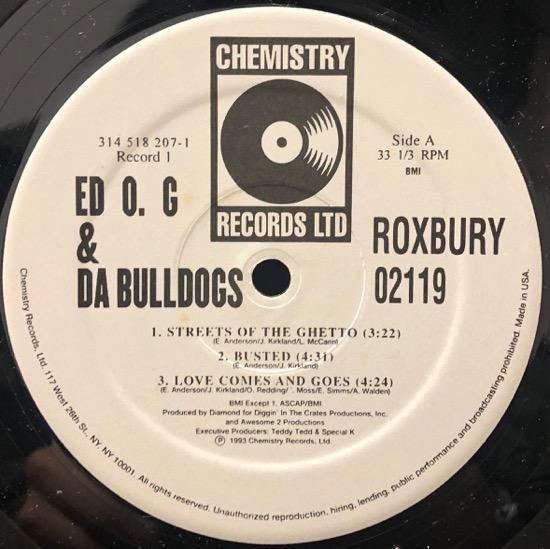 CHEMISTRY
RECORDS LTD
314 518 207-1
Record 1
Side A
33 1/3 RPM
BMI
ED O. G
&
DA BULLDOGS
ROXBURY
02119
1. STREETS OF THE GHETTO (3:22)
(E. Anderson/J. Kirkland/L. McCann)
2. BUSTED (4:31)
(E. Anderson/J. Kirkland)
3. LOVE COMES AND GOES (4:24)
(E. Anderson/J. Kirkland/O. Redding/ . Moss/E. Simms/A. Walden)
BMI Except 1. ASCAP/BMI
Produced by Diamond for Diggin' In The Crates Productions, Inc.
and Awesome 2 Productions
Executive Producers: Teddy Tedd & Special K
℗ 1993 Chemistry Records, Ltd.
Chemistry Records, Ltd. 117 West 26th St., NY, NY 10001. All rights reserved. Unauthorized reproduction, hiring, lending, public performance and broadcasting prohibited. Made in USA.